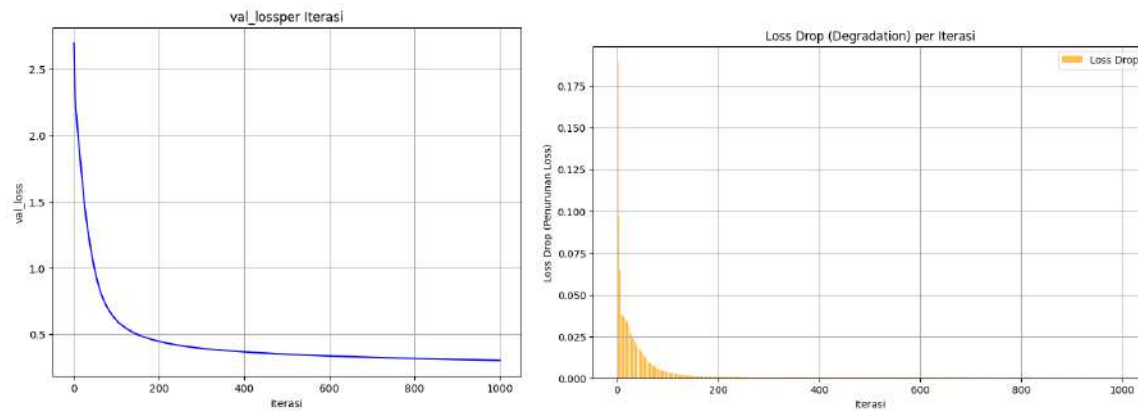 val_lossper Iterasi
val_loss
2.5
2.0
1.5
1.0
0.5
0 200 400 600 800 1000
Iterasi
Loss Drop (Degradation) per Iterasi
Loss Drop
Loss Drop (Penurunan Loss)
0.175
0.150
0.125
0.100
0.075
0.050
0.025
0.000
0 200 400 600 800 1000
Iterasi